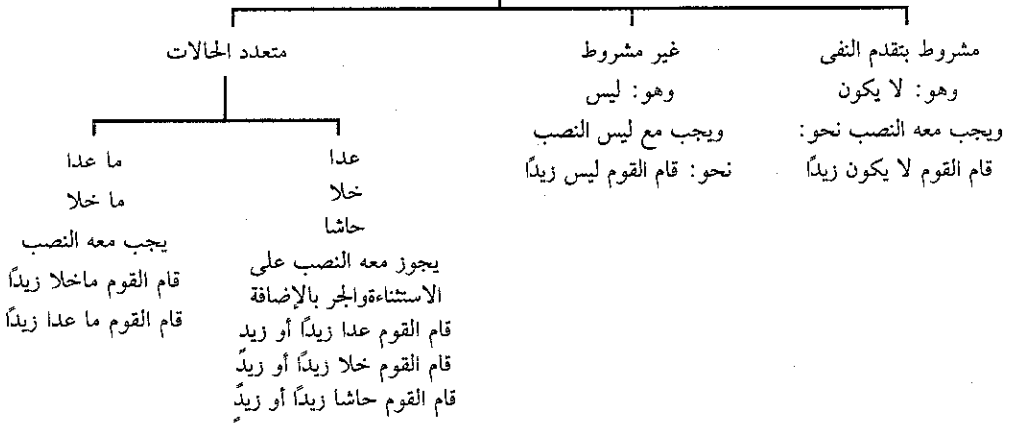 مشروط بتقدم النفى
وهو: لا يكون
ويجب معه النصب نحو:
قام القوم لا يكون زيدًا
غير مشروط
وهو: ليس
ويجب مع ليس النصب
نحو: قام القوم ليس زيدًا
متعدد الحالات
عدا
خلا
حاشا
يجوز معه النصب على
الاستثناءةوالجر بالإضافة
قام القوم عدا زيدًا أو زيد
قام القوم خلا زيدًا أو زيدٍ
قام القوم حاشا زيدًا أو زيدٍ
ما عدا
ما خلا
يجب معه النصب
قام القوم ماخلا زيدًا
قام القوم ما عدا زيدًا